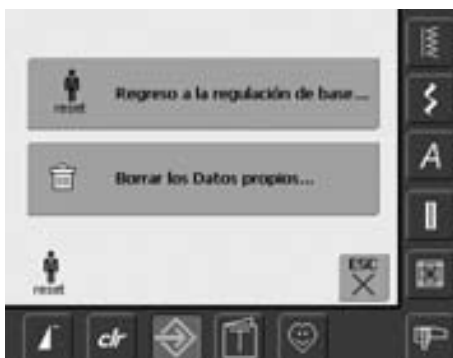 reset
Regreso a la regulación de base...
Borrar los Datos propios...
reset
ESC
A
clr